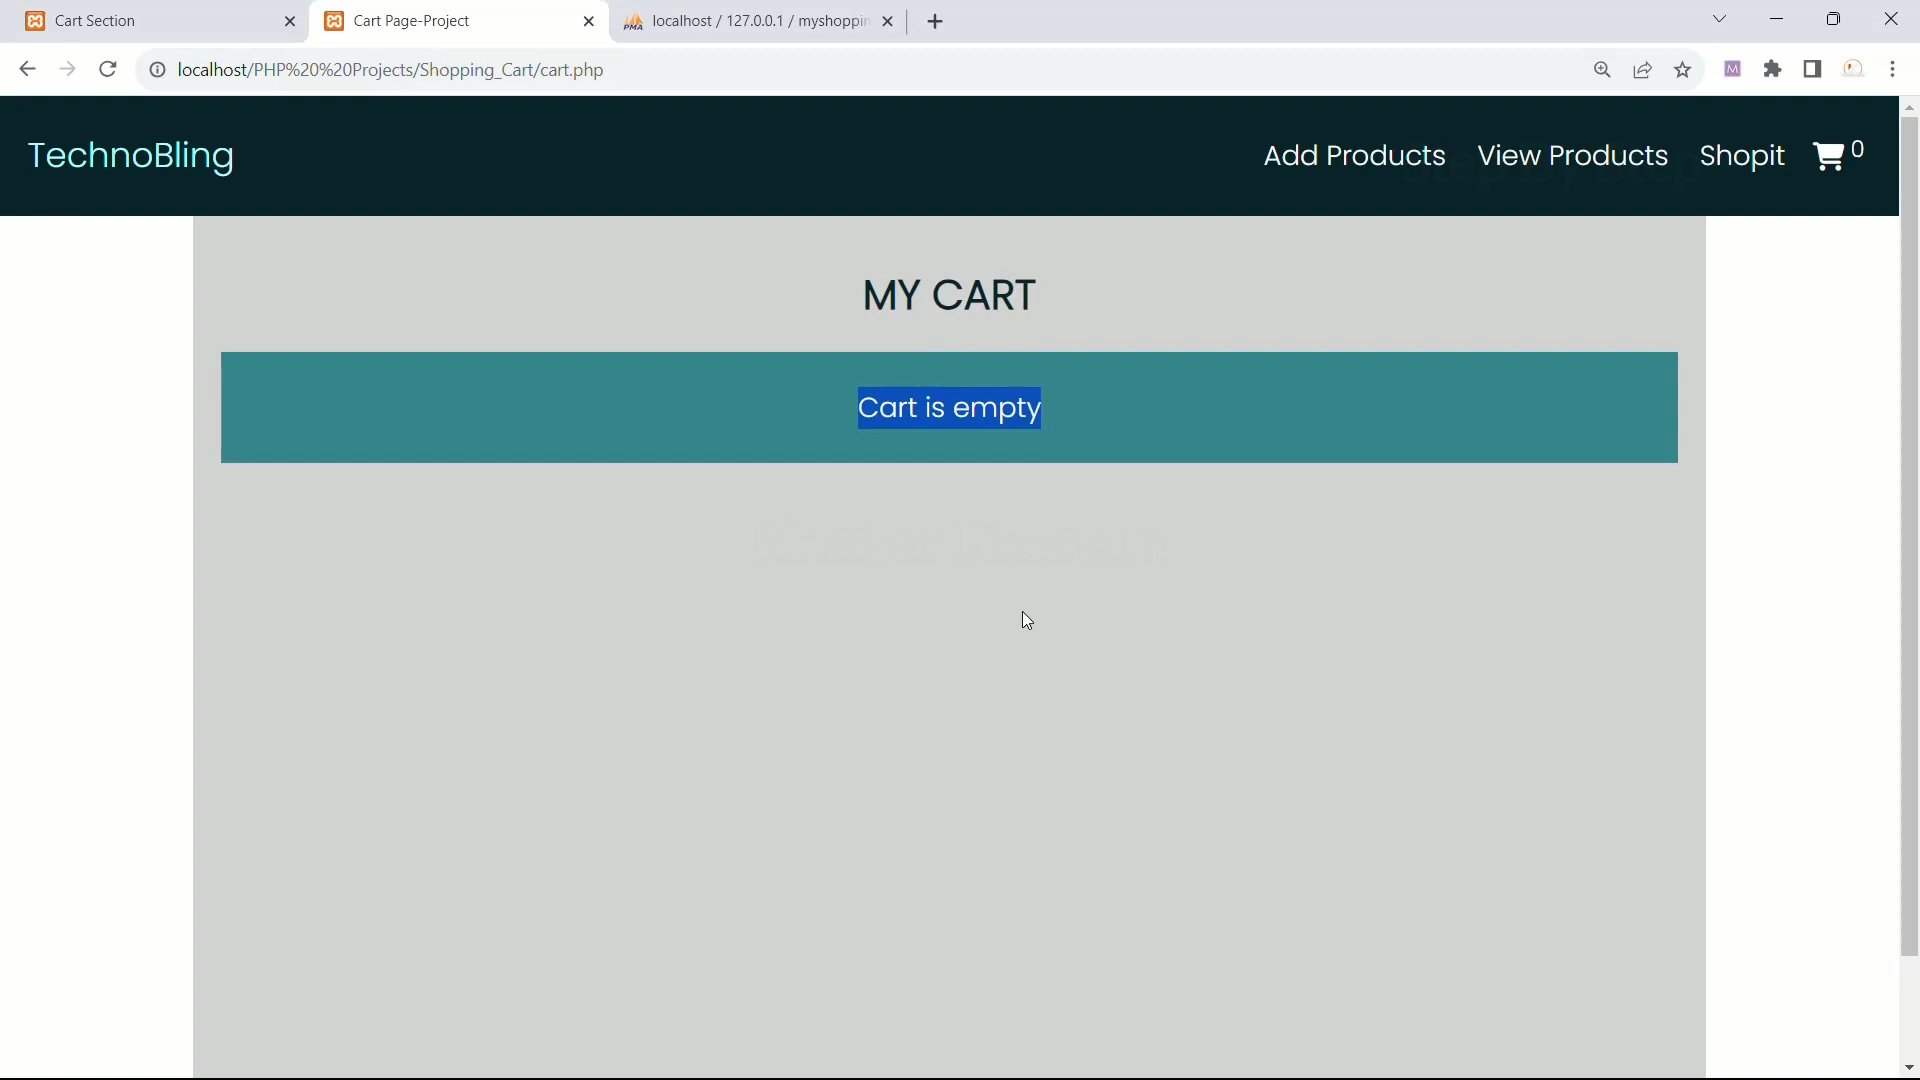 Cart Section
Cart Page-Project
PMA
localhost / 127.0.0.1 / myshoppin
localhost/PHP%20%20Projects/Shopping_Cart/cart.php
M
TechnoBling
Add Products
View Products
Shopit
0
MY CART
Cart is empty